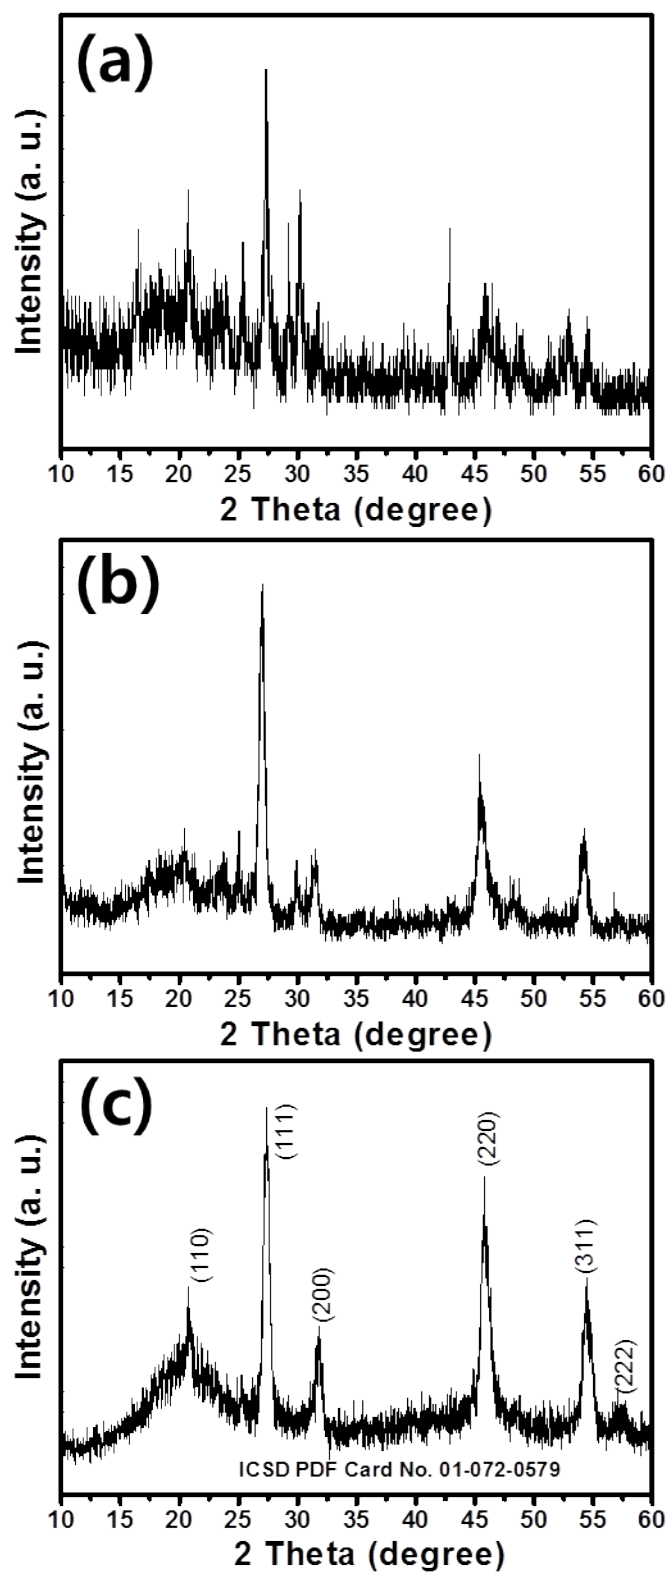 (a)
Intensity (a. u.)
10 15 20 25 30 35 40 45 50 55 60
2 Theta (degree)
(b)
Intensity (a. u.)
10 15 20 25 30 35 40 45 50 55 60
2 Theta (degree)
(c)
Intensity (a. u.)
(110)
(111)
(200)
(220)
(311)
(222)
ICSD PDF Card No. 01-072-0579
10 15 20 25 30 35 40 45 50 55 60
2 Theta (degree)